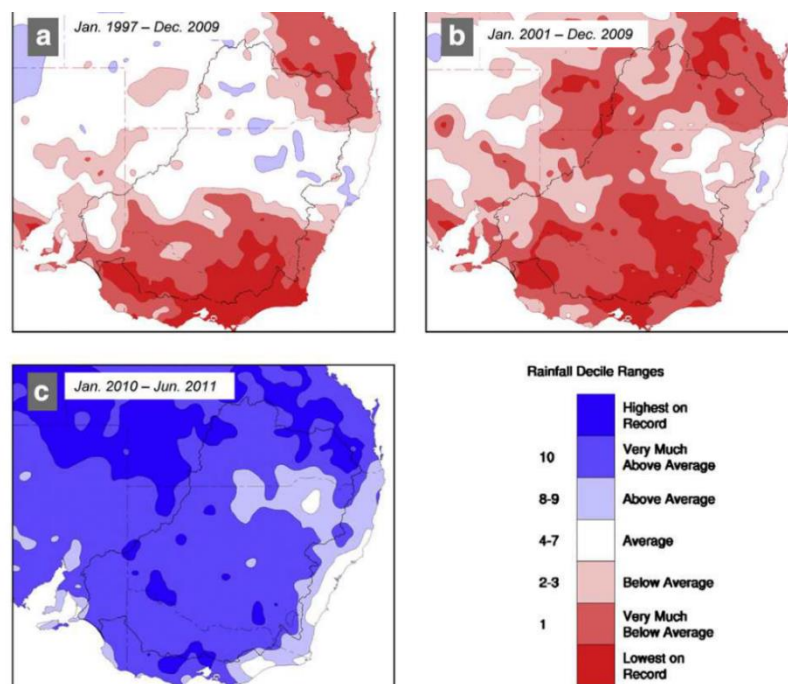 a
Jan. 1997 – Dec. 2009
b
Jan. 2001 – Dec. 2009
c
Jan. 2010 – Jun. 2011
Rainfall Decile Ranges
Highest on
Record
10
Very Much
Above Average
8-9
Above Average
4-7
Average
2-3
Below Average
1
Very Much
Below Average
Lowest on
Record